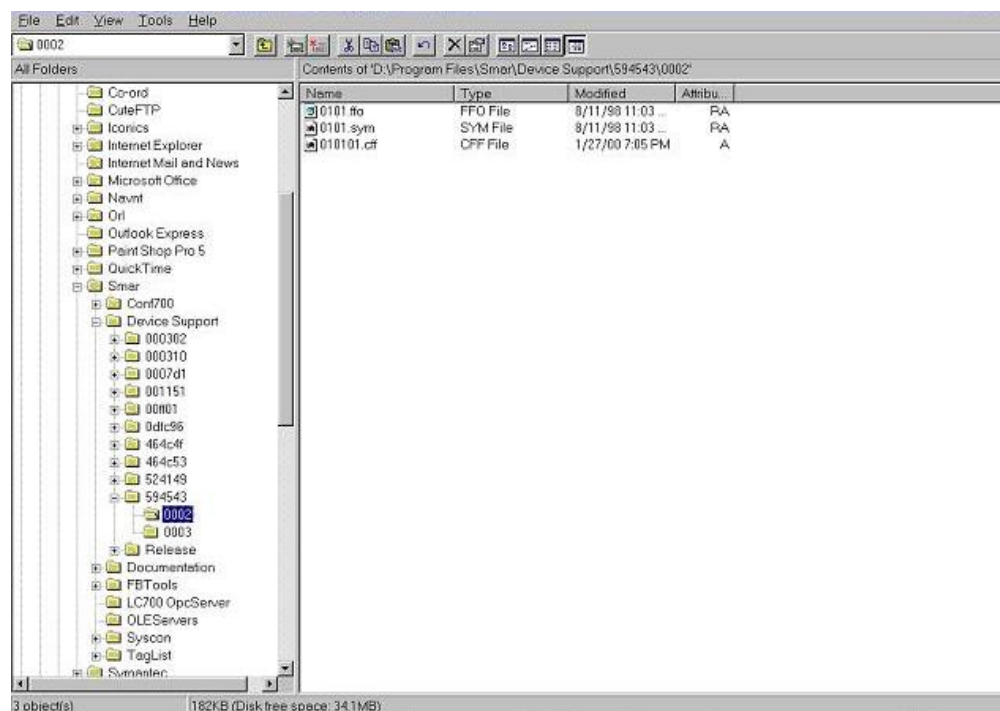 File Edit View Tools Help
0002
All Folders
Contents of 'D:\Program Files\Smar\Device Support\594543\0002'
Name Type Modified Attribu...
0101.ffo FFO File 8/11/98 11:03 ... RA
0101.sym SYM File 8/11/98 11:03 ... RA
010101.cff CFF File 1/27/00 7:05 PM A
Co-ord
CuteFTP
Iconics
Internet Explorer
Internet Mail and News
Microsoft Office
Navnt
Orl
Outlook Express
Paint Shop Pro 5
QuickTime
Smar
Conf700
Device Support
000302
000310
0007d1
001151
00ff01
0dfc96
464c4f
464c53
524149
594543
0002
0003
Release
Documentation
FBTools
LC700 OpcServer
OLEServers
Syscon
TagList
Symantec
3 object(s)
182KB (Disk free space: 34.1MB)